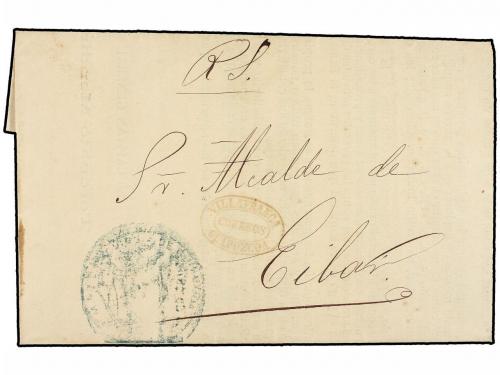 R S.
Sr. Alcalde de
VILLAFRANCA
CORREOS
GUIPUZCOA
Eibar.